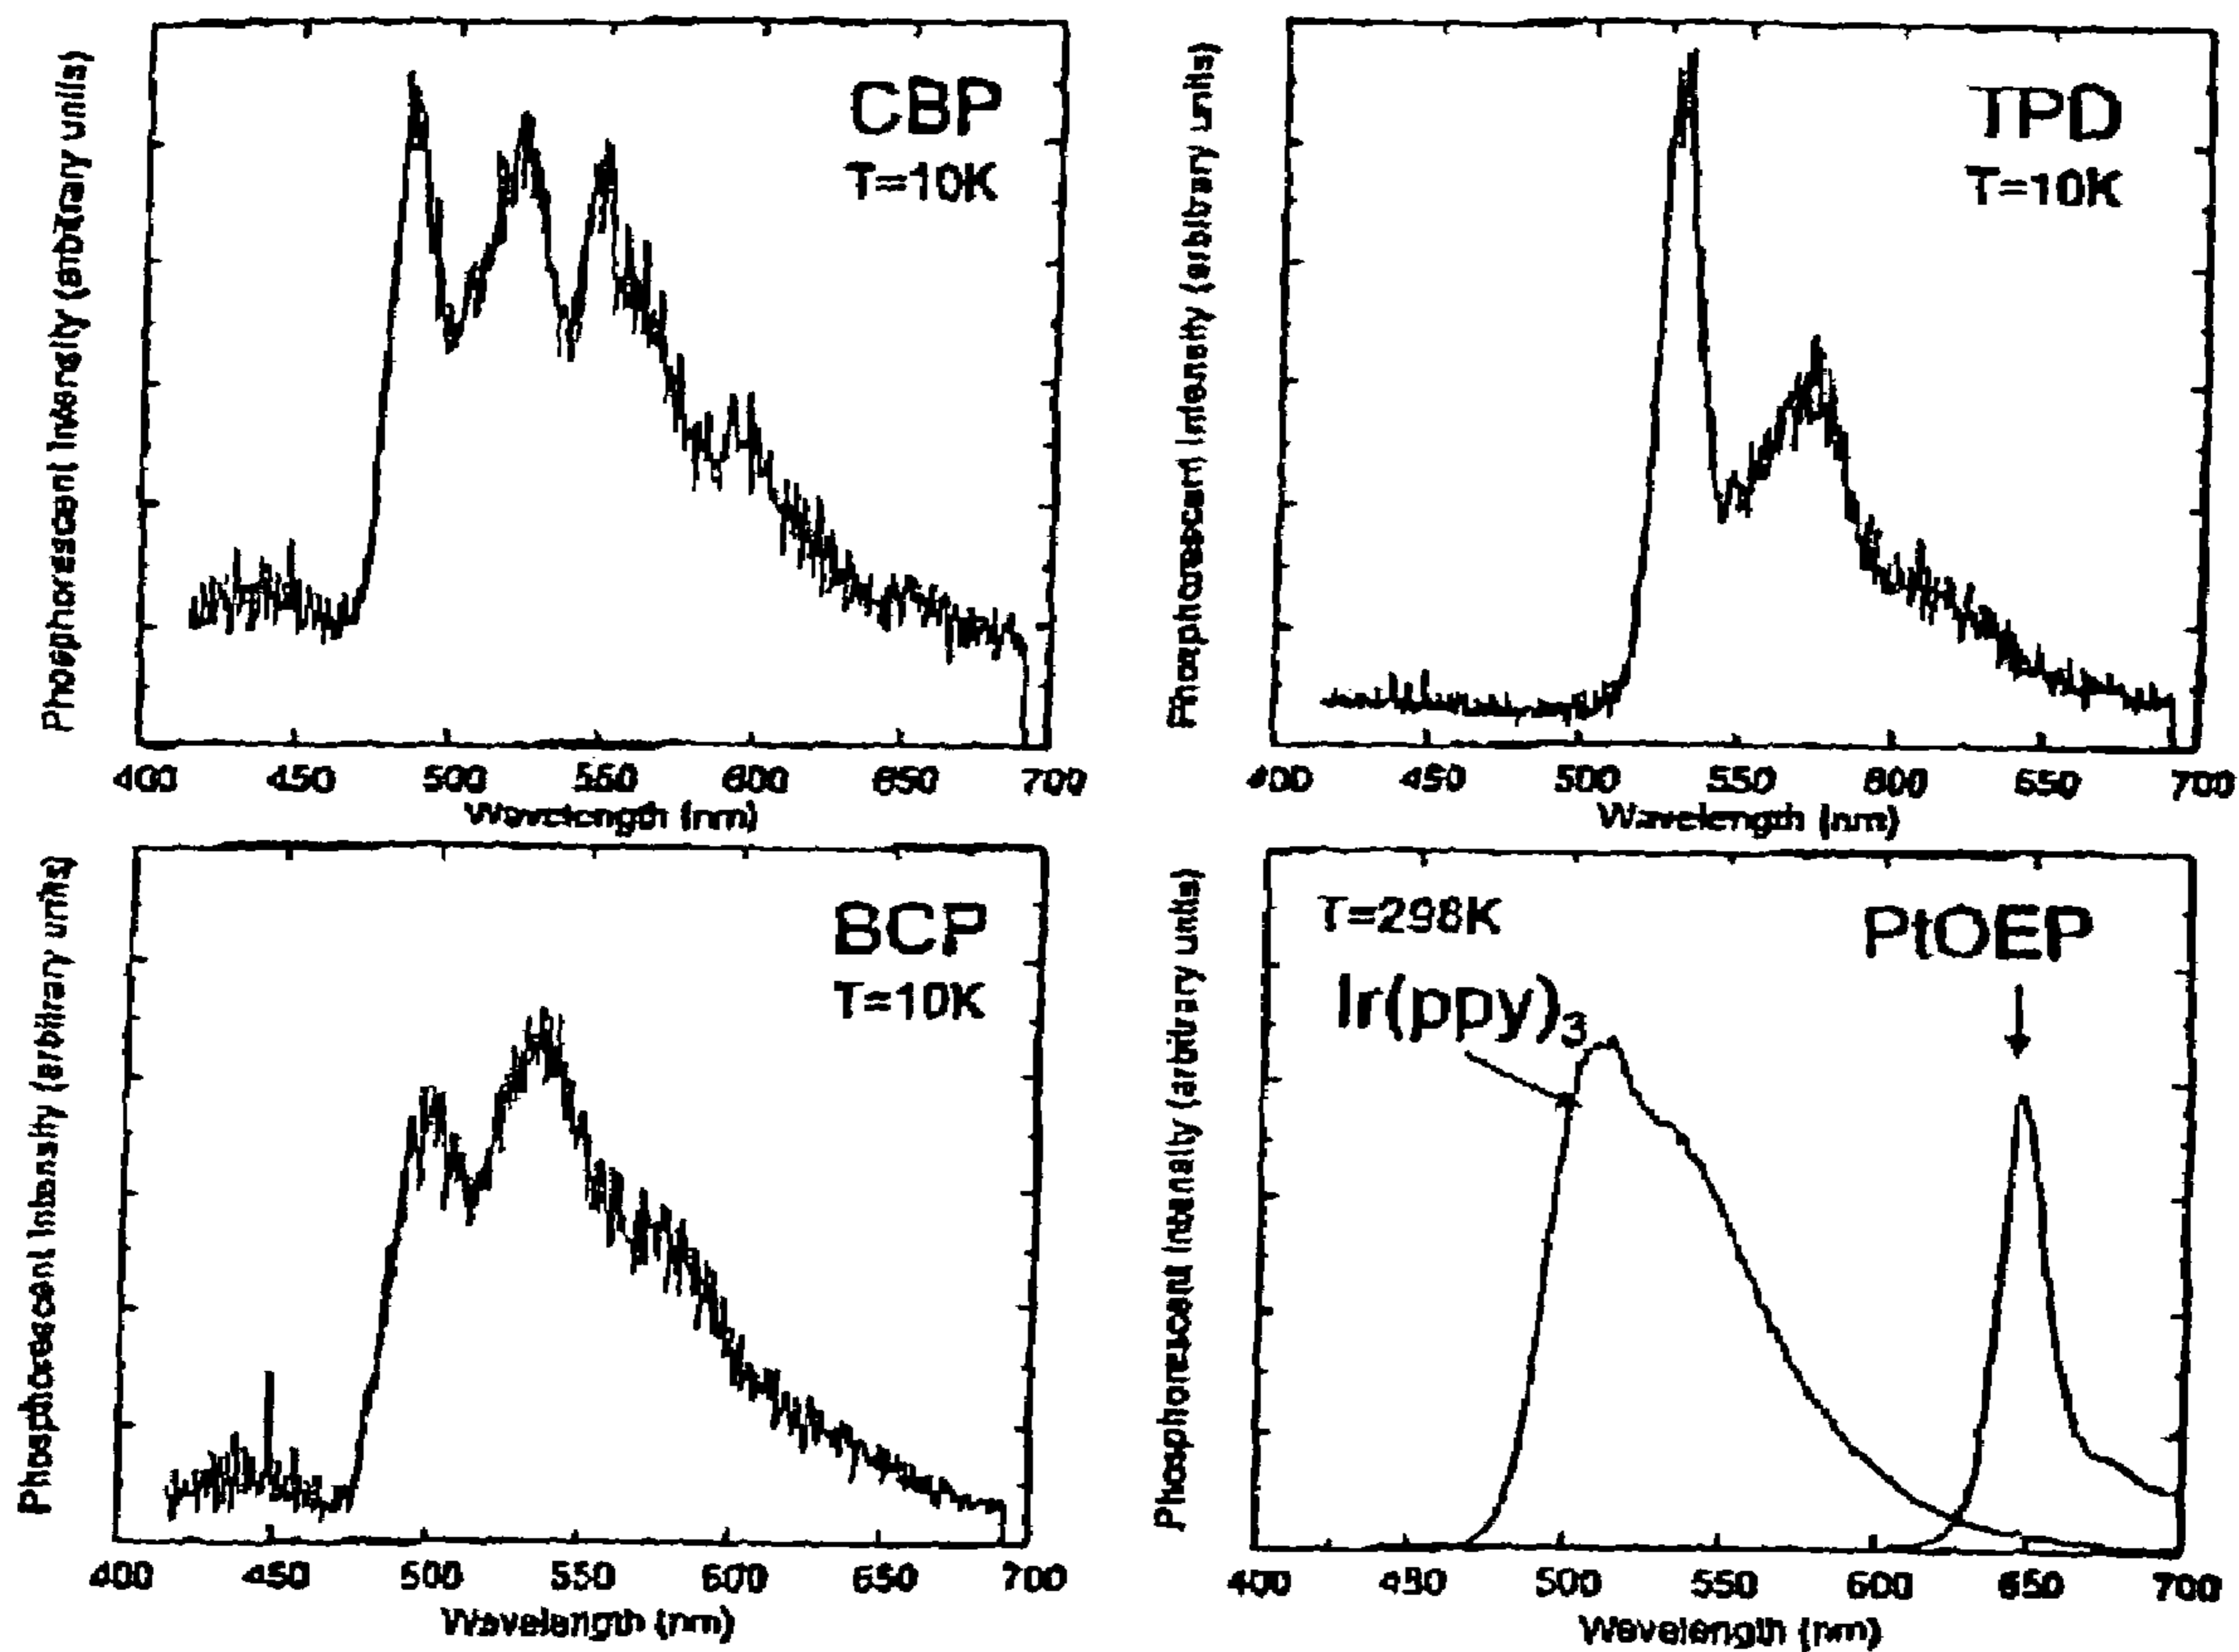 Phosphorescent Intensity (arbitrary units)
CBP
T=10K
400 450 500 550 600 650 700
Wavelength (nm)
Phosphorescent Intensity (arbitrary units)
TPD
T=10K
400 450 500 550 600 650 700
Wavelength (nm)
Phosphorescent Intensity (arbitrary units)
BCP
T=10K
400 450 500 550 600 650 700
Wavelength (nm)
Phosphorescent Intensity (arbitrary units)
T=298K
PtOEP
Ir(ppy)₃
400 450 500 550 600 650 700
Wavelength (nm)